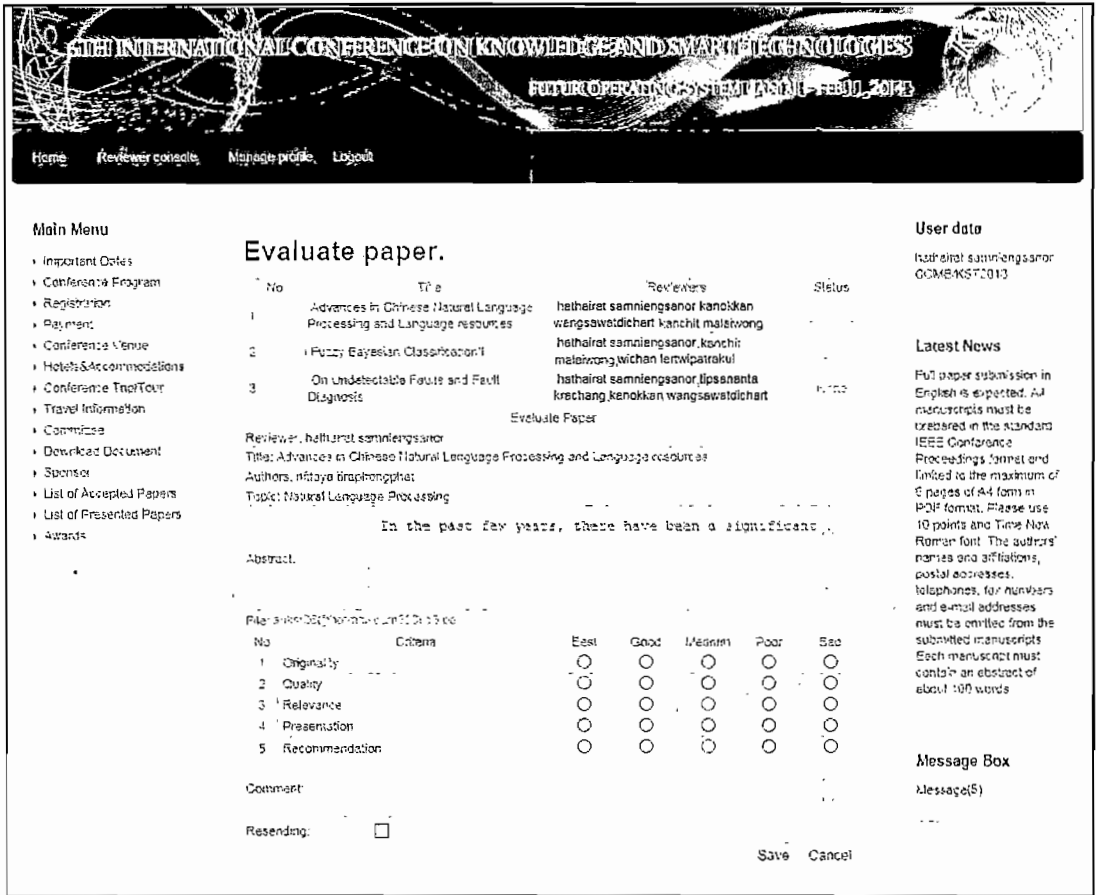 5TH INTERNATIONAL CONFERENCE ON KNOWLEDGE AND SMART TECHNOLOGIES
Home Reviewer console Manage profile Logout
Main Menu
Important Dates
Conference Program
Registration
Payment
Conference Venue
Hotels&Accommodations
Conference Trip/Tour
Travel Information
Committee
Download Document
Sponsor
List of Accepted Papers
List of Presented Papers
Awards
Evaluate paper.
No Title Reviewers Status
1 Advances in Chinese Natural Language Processing and Language resources hathairat samniengsanor kanokkan wangsawatdichart kanchit malaiwong
2 Fuzzy Bayesian Classification hathairat samniengsanor, kanchit malaiwong, wichan lertwipatrakul
3 On Undetectable Faults and Fault Diagnosis hathairat samniengsanor, tipsananta krachang, kanokkan wangsawatdichart
Evaluate Paper
Reviewer: hathairat samniengsanor
Title: Advances in Chinese Natural Language Processing and Language resources
Authors:
Topic: Natural Language Processing
In the past few years, there have been a significant
Abstract:
File:
No Criteria Best Good Medium Poor Bad
1 Originality
2 Quality
3 Relevance
4 Presentation
5 Recommendation
Comment:
Resending:
Save Cancel
User data
hathairat samniengsanor
Latest News
Full paper submission in
English is expected. All
manuscripts must be
prepared in the standard
IEEE Conference
Proceedings format and
limited to the maximum of
6 pages of A4 form in
PDF format. Please use
10 points and Time New
Roman font. The authors'
names and affiliations,
postal addresses,
telephones, fax numbers
and e-mail addresses
must be omitted from the
submitted manuscripts
Each manuscript must
contain an abstract of
about 100 words
Message Box
Message(5)